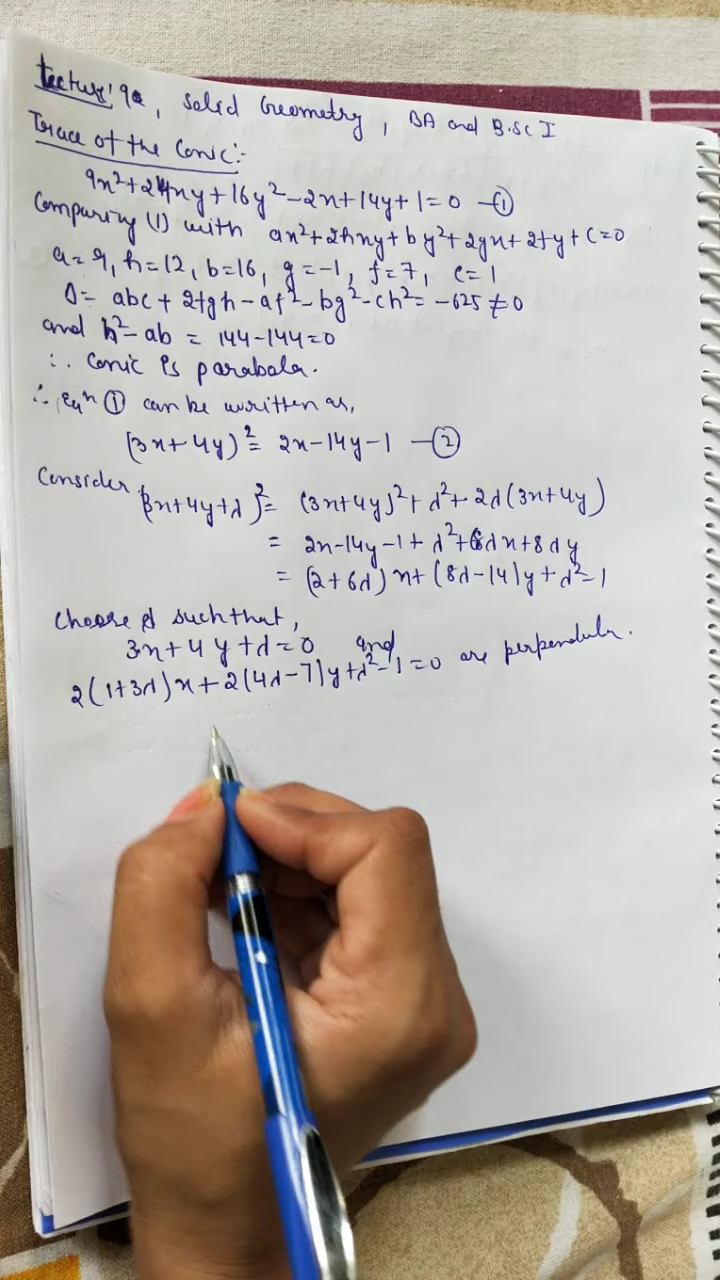 Lecture' 9a, Solid Geometry, BA and B.Sc I
Trace of the Conic:-
9x²+24xy+16y²-2x+14y+1=0 —①
Comparing (1) with ax²+2hxy+by²+2gx+2fy+c=0
a=9, h=12, b=16, g=-1, f=7, c=1
Δ= abc+2fgh-af²-bg²-ch²= -625≠0
and h²-ab = 144-144=0
∴ Conic is parabola.
∴ Eqⁿ ① can be written as,
(3x+4y)²= 2x-14y-1 —②
Consider (3x+4y+λ)²= (3x+4y)²+λ²+2λ(3x+4y)
= 2x-14y-1+λ²+6λx+8λy
= (2+6λ)x+(8λ-14)y+λ²-1
Choose λ such that,
3x+4y+λ=0 and
2(1+3λ)x+2(4λ-7)y+λ²-1=0 are perpendular.